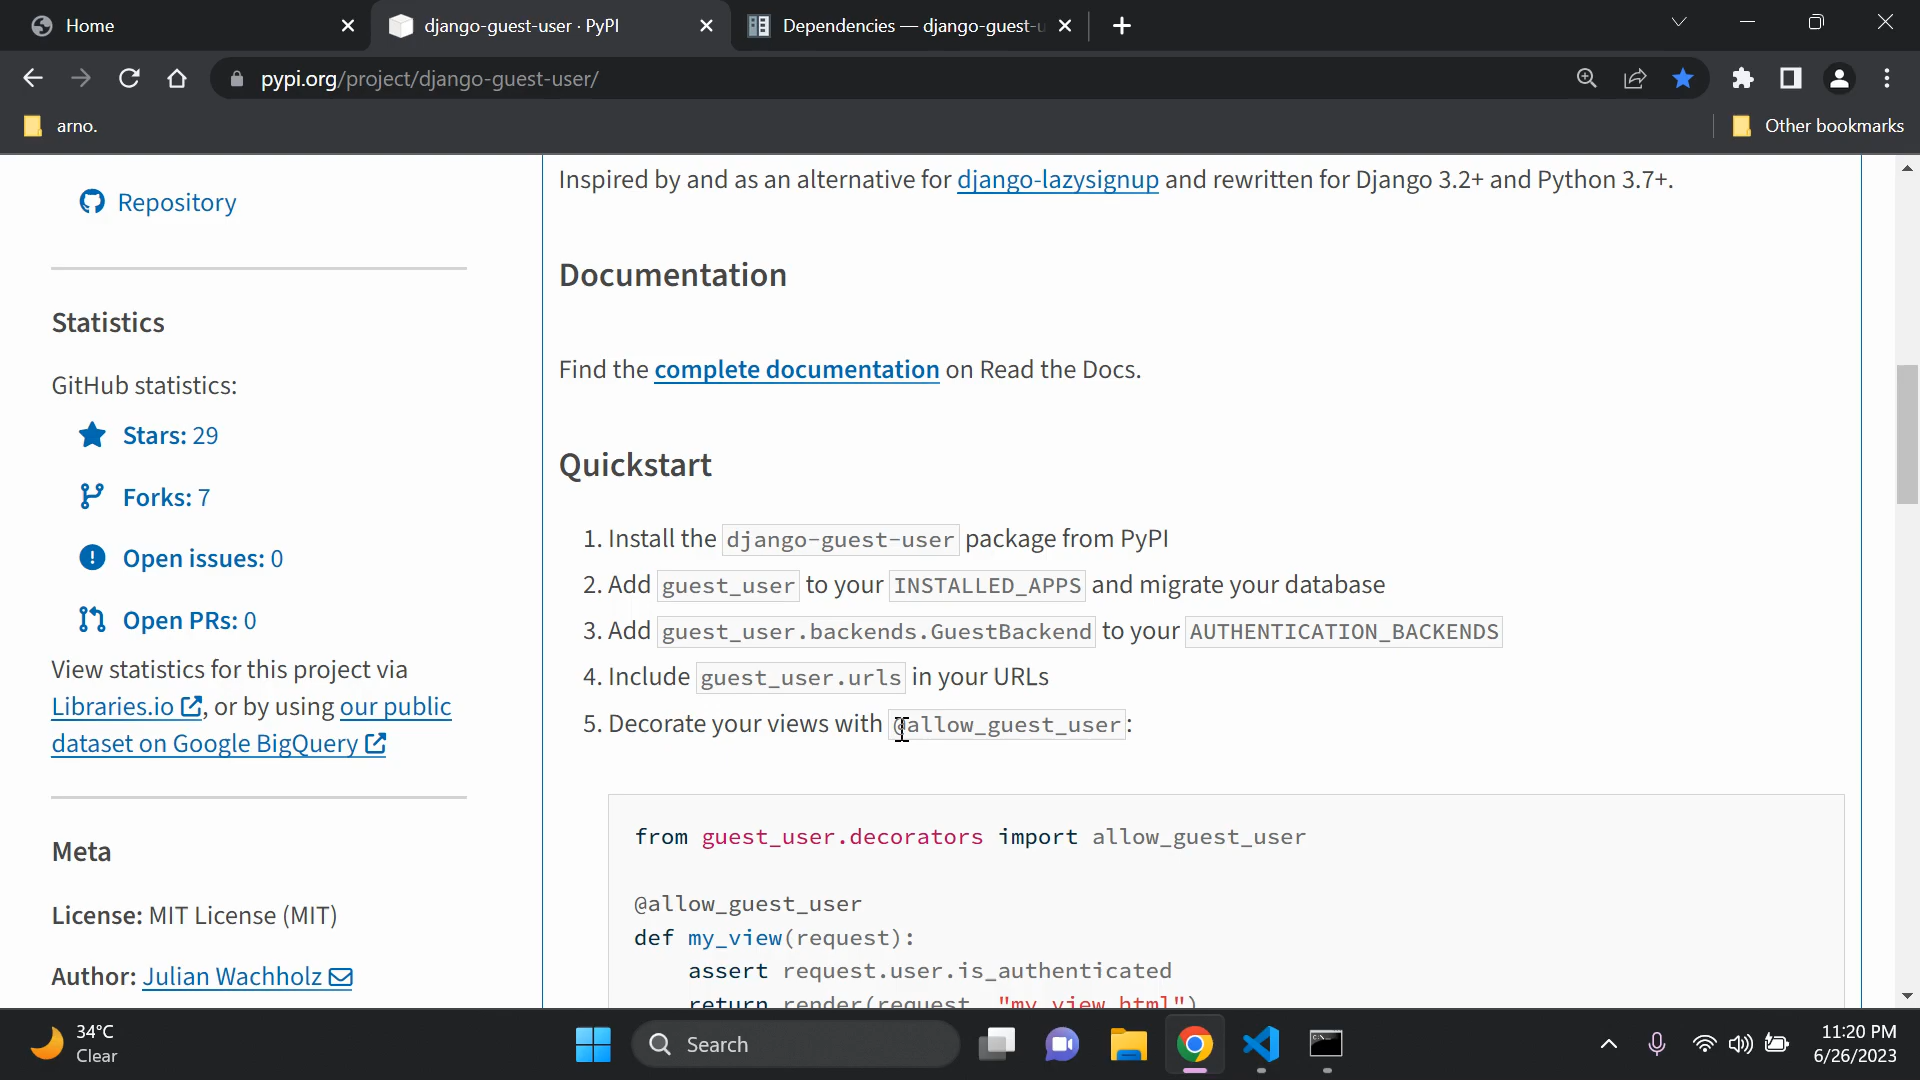 Home
django-guest-user · PyPI
Dependencies — django-guest-u
pypi.org/project/django-guest-user/
arno.
Other bookmarks
Repository
Statistics
GitHub statistics:
Stars: 29
Forks: 7
Open issues: 0
Open PRs: 0
View statistics for this project via
Libraries.io, or by using our public
dataset on Google BigQuery
Meta
License: MIT License (MIT)
Author: Julian Wachholz
Inspired by and as an alternative for django-lazysignup and rewritten for Django 3.2+ and Python 3.7+.
Documentation
Find the complete documentation on Read the Docs.
Quickstart
1. Install the django-guest-user package from PyPI
2. Add guest_user to your INSTALLED_APPS and migrate your database
3. Add guest_user.backends.GuestBackend to your AUTHENTICATION_BACKENDS
4. Include guest_user.urls in your URLs
5. Decorate your views with @allow_guest_user:
from guest_user.decorators import allow_guest_user
@allow_guest_user
def my_view(request):
assert request.user.is_authenticated
return render(request, "my_view.html")
34°C
Clear
Search
11:20 PM
6/26/2023